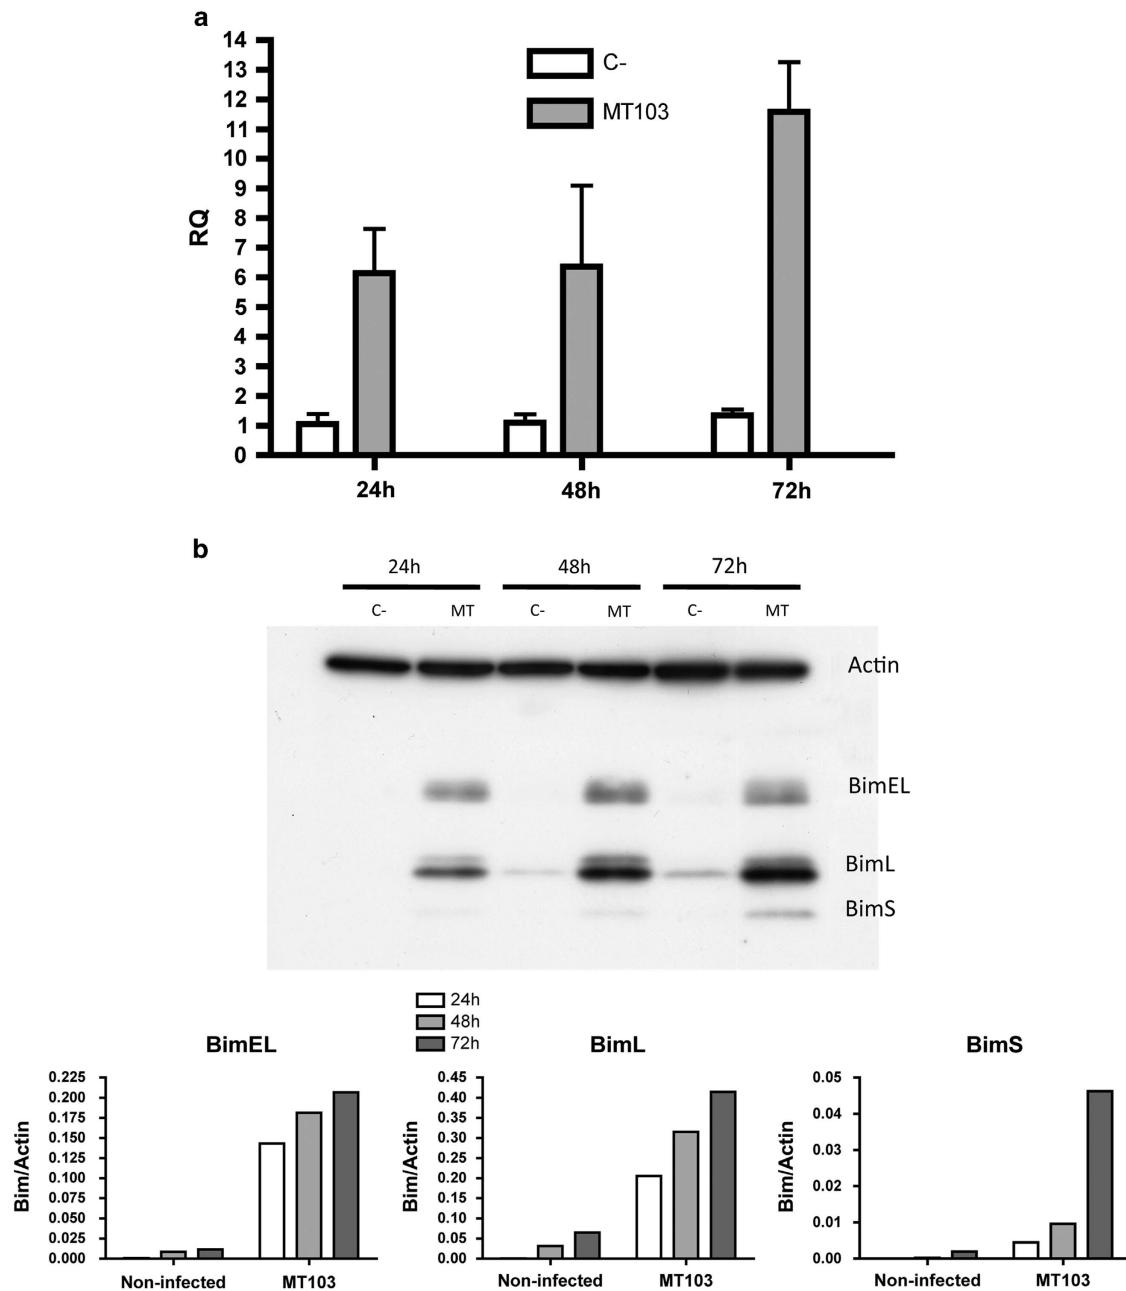 a
14
13
12
11
10
9
8
7
6
5
4
3
2
1
0
RQ
C-
MT103
24h 48h 72h
b
24h 48h 72h
C- MT C- MT C- MT
Actin
BimEL
BimL
BimS
24h
48h
72h
BimEL
0.225
0.200
0.175
0.150
0.125
0.100
0.075
0.050
0.025
0.000
Bim/Actin
Non-infected MT103
BimL
0.45
0.40
0.35
0.30
0.25
0.20
0.15
0.10
0.05
0.00
Bim/Actin
Non-infected MT103
BimS
0.05
0.04
0.03
0.02
0.01
0.00
Bim/Actin
Non-infected MT103